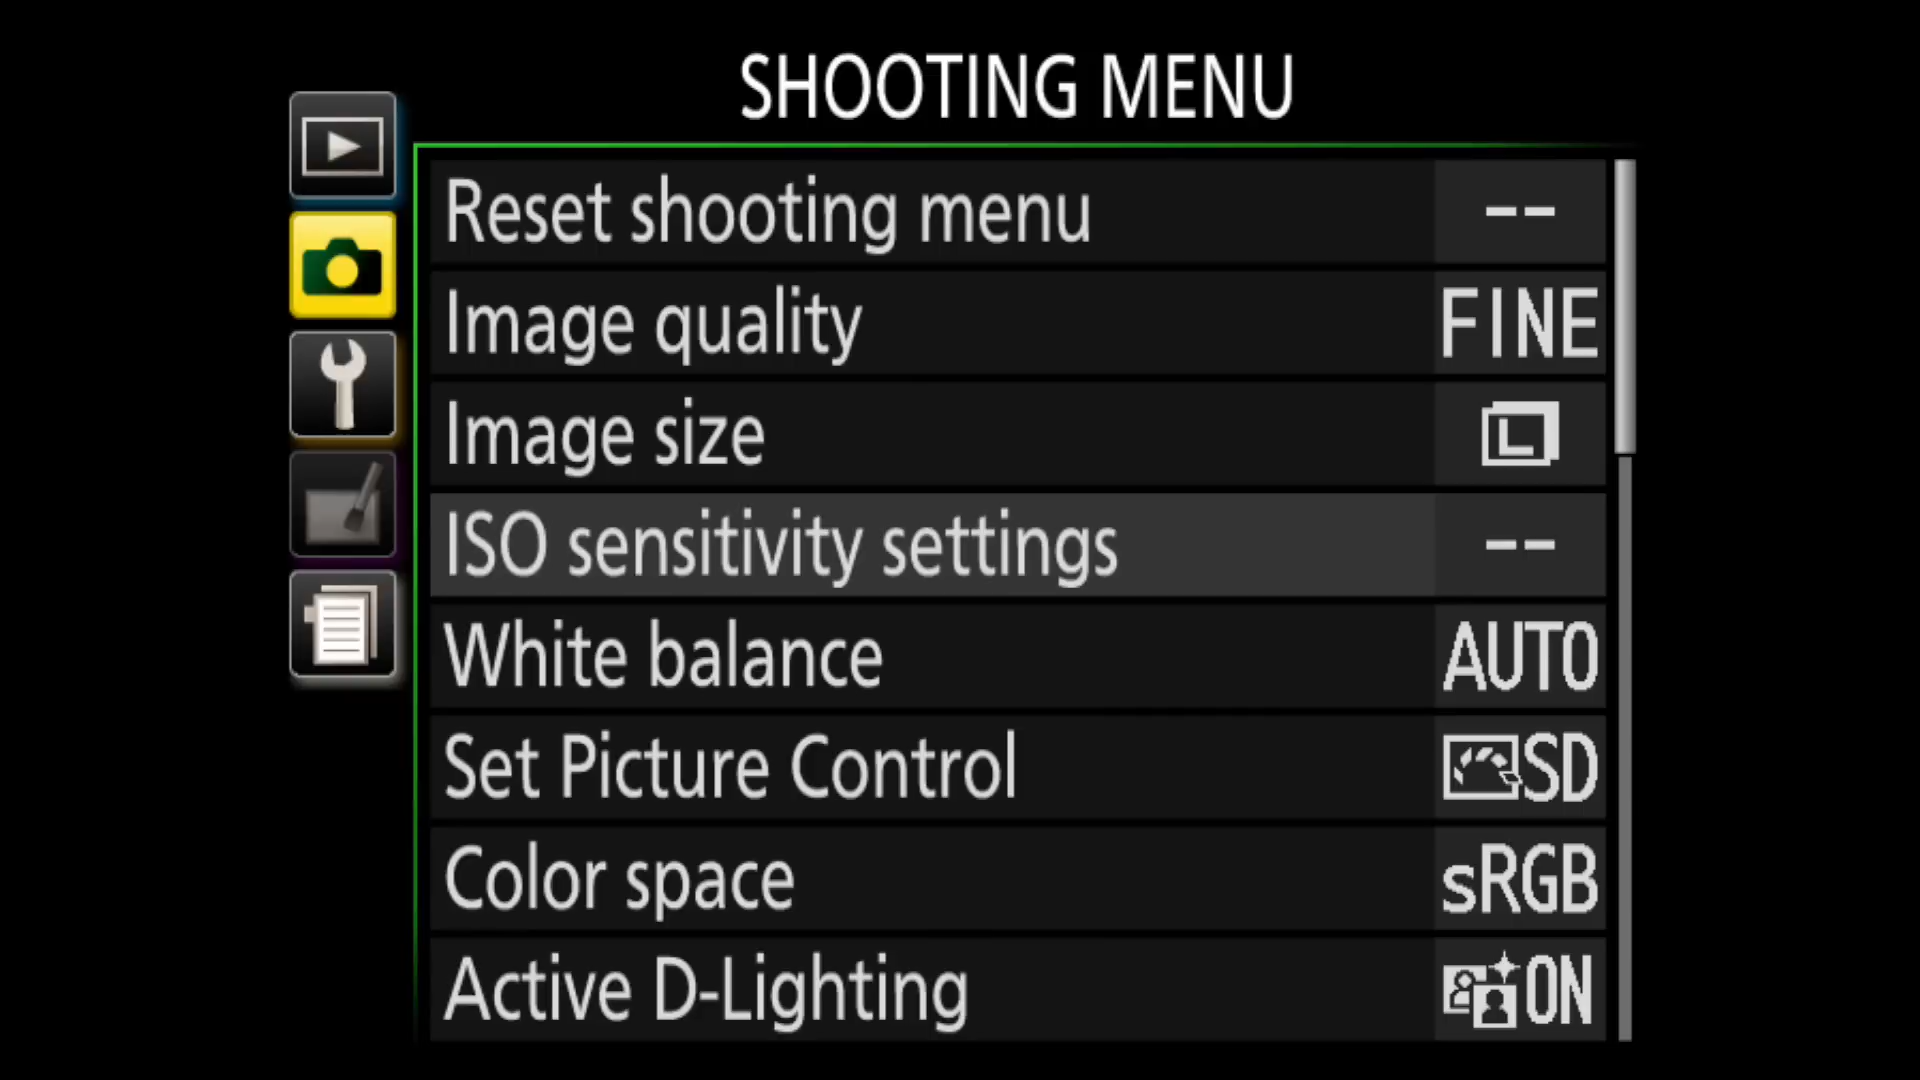 SHOOTING MENU
Reset shooting menu --
Image quality FINE
Image size L
ISO sensitivity settings --
White balance AUTO
Set Picture Control SD
Color space sRGB
Active D-Lighting ON